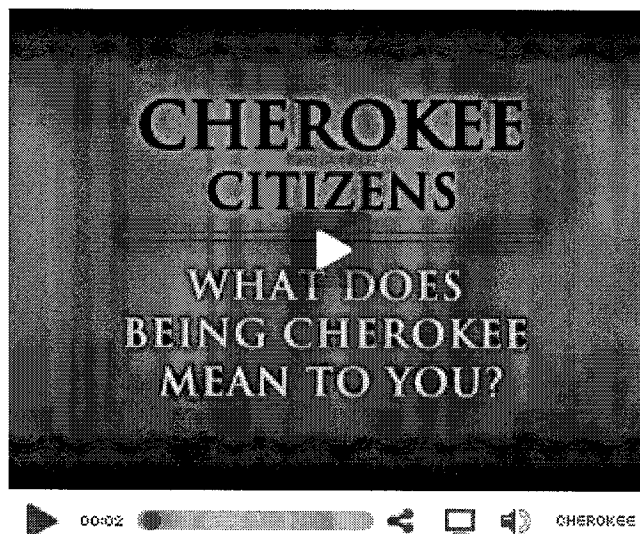 CHEROKEE
CITIZENS
WHAT DOES
BEING CHEROKEE
MEAN TO YOU?
00:02 CHEROKEE